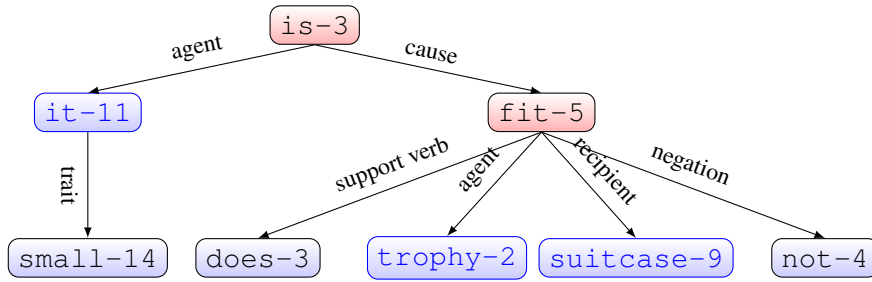 is-3
agent
cause
it-11
fit-5
trait
support verb
agent
recipient
negation
small-14
does-3
trophy-2
suitcase-9
not-4